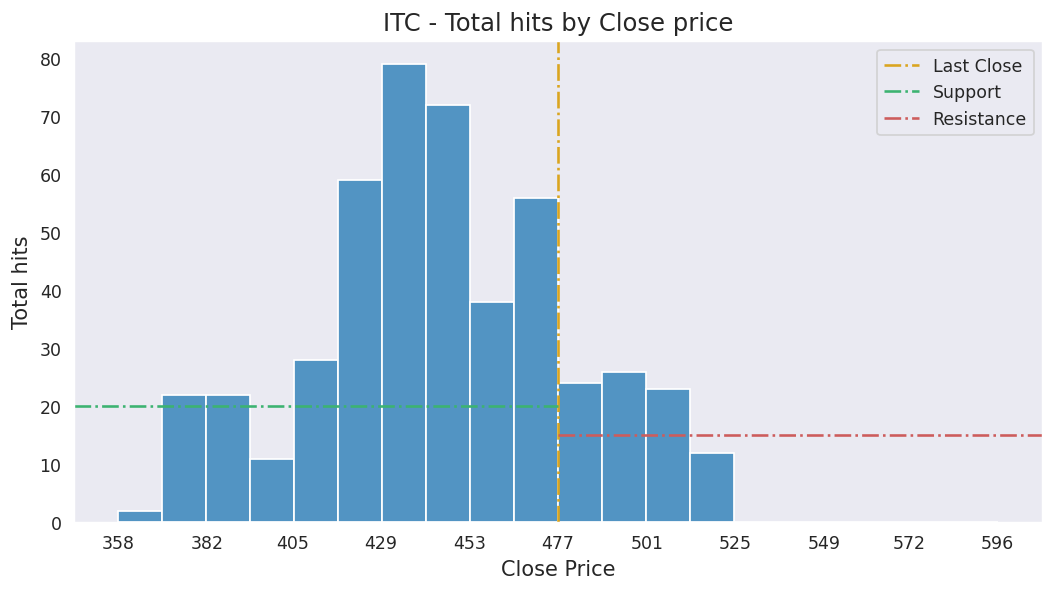 ITC - Total hits by Close price
Last Close
Support
Resistance
Total hits
80
70
60
50
40
30
20
10
0
358 382 405 429 453 477 501 525 549 572 596
Close Price